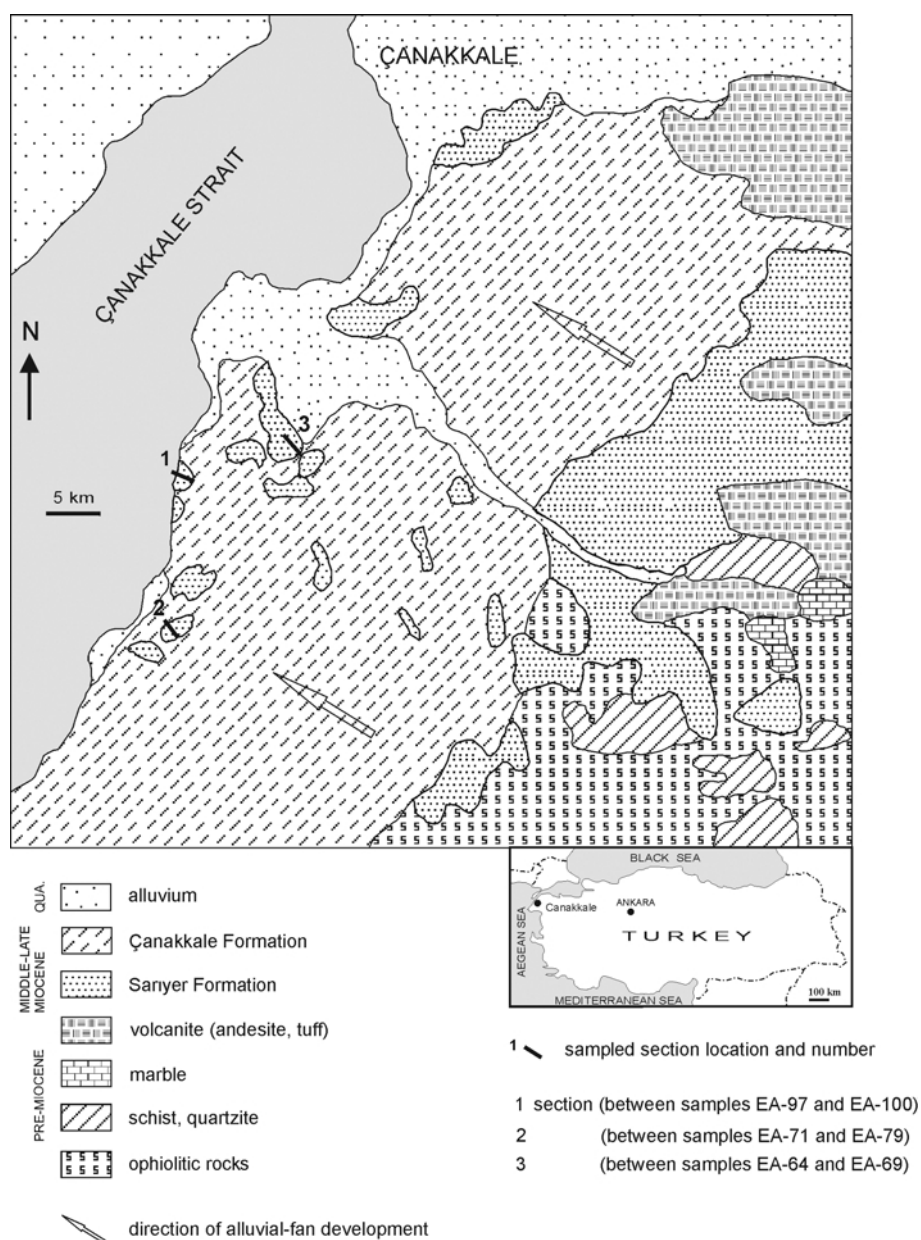 ÇANAKKALE
ÇANAKKALE STRAIT
N
3
1
5 km
2
BLACK SEA
Canakkale
ANKARA
TURKEY
AEGEAN SEA
MEDITERRANEAN SEA
100 km
QUA.
MIDDLE-LATE
MIOCENE
PRE-MIOCENE
alluvium
Çanakkale Formation
Sarıyer Formation
volcanite (andesite, tuff)
marble
schist, quartzite
ophiolitic rocks
direction of alluvial-fan development
1 sampled section location and number
1 section (between samples EA-97 and EA-100)
2 (between samples EA-71 and EA-79)
3 (between samples EA-64 and EA-69)